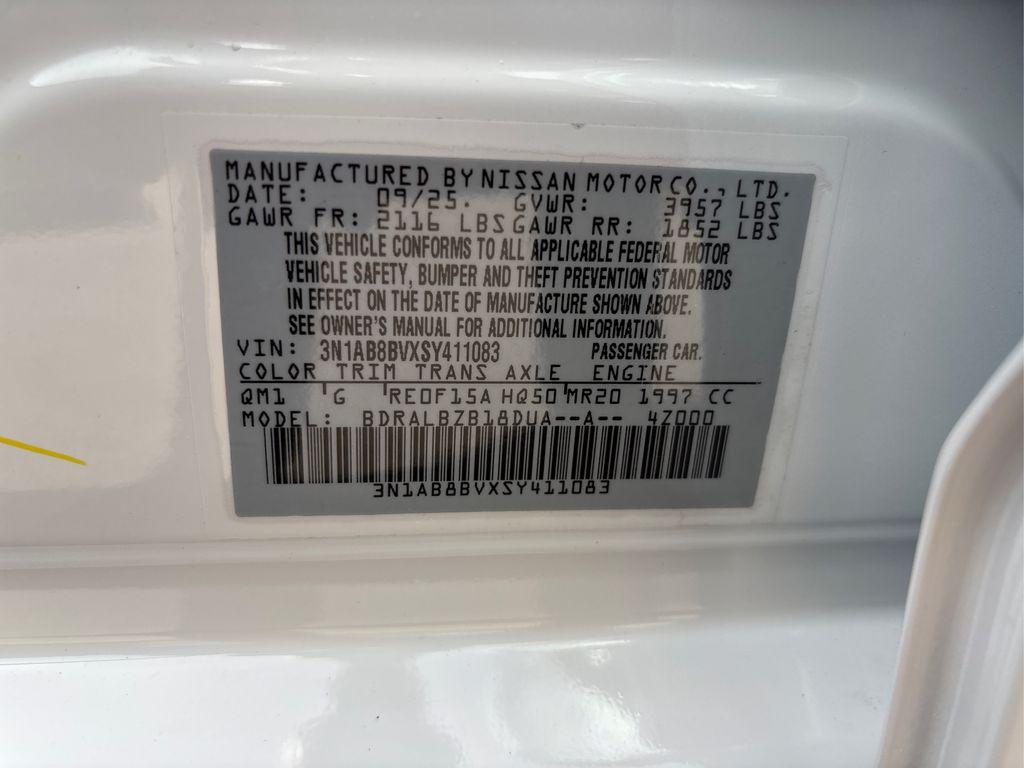 MANUFACTURED BY NISSAN MOTOR CO., LTD.
DATE: 09/25. GVWR: 3957 LBS
GAWR FR: 2116 LBS GAWR RR: 1852 LBS
THIS VEHICLE CONFORMS TO ALL APPLICABLE FEDERAL MOTOR
VEHICLE SAFETY, BUMPER AND THEFT PREVENTION STANDARDS
IN EFFECT ON THE DATE OF MANUFACTURE SHOWN ABOVE.
SEE OWNER'S MANUAL FOR ADDITIONAL INFORMATION.
VIN: 3N1AB8BVXSY411083 PASSENGER CAR.
COLOR TRIM TRANS AXLE ENGINE
QM1 G RE0F15A HQ50 MR20 1997 CC
MODEL: BDRALBZB18DUA--A-- 4Z000
3N1AB8BVXSY411083